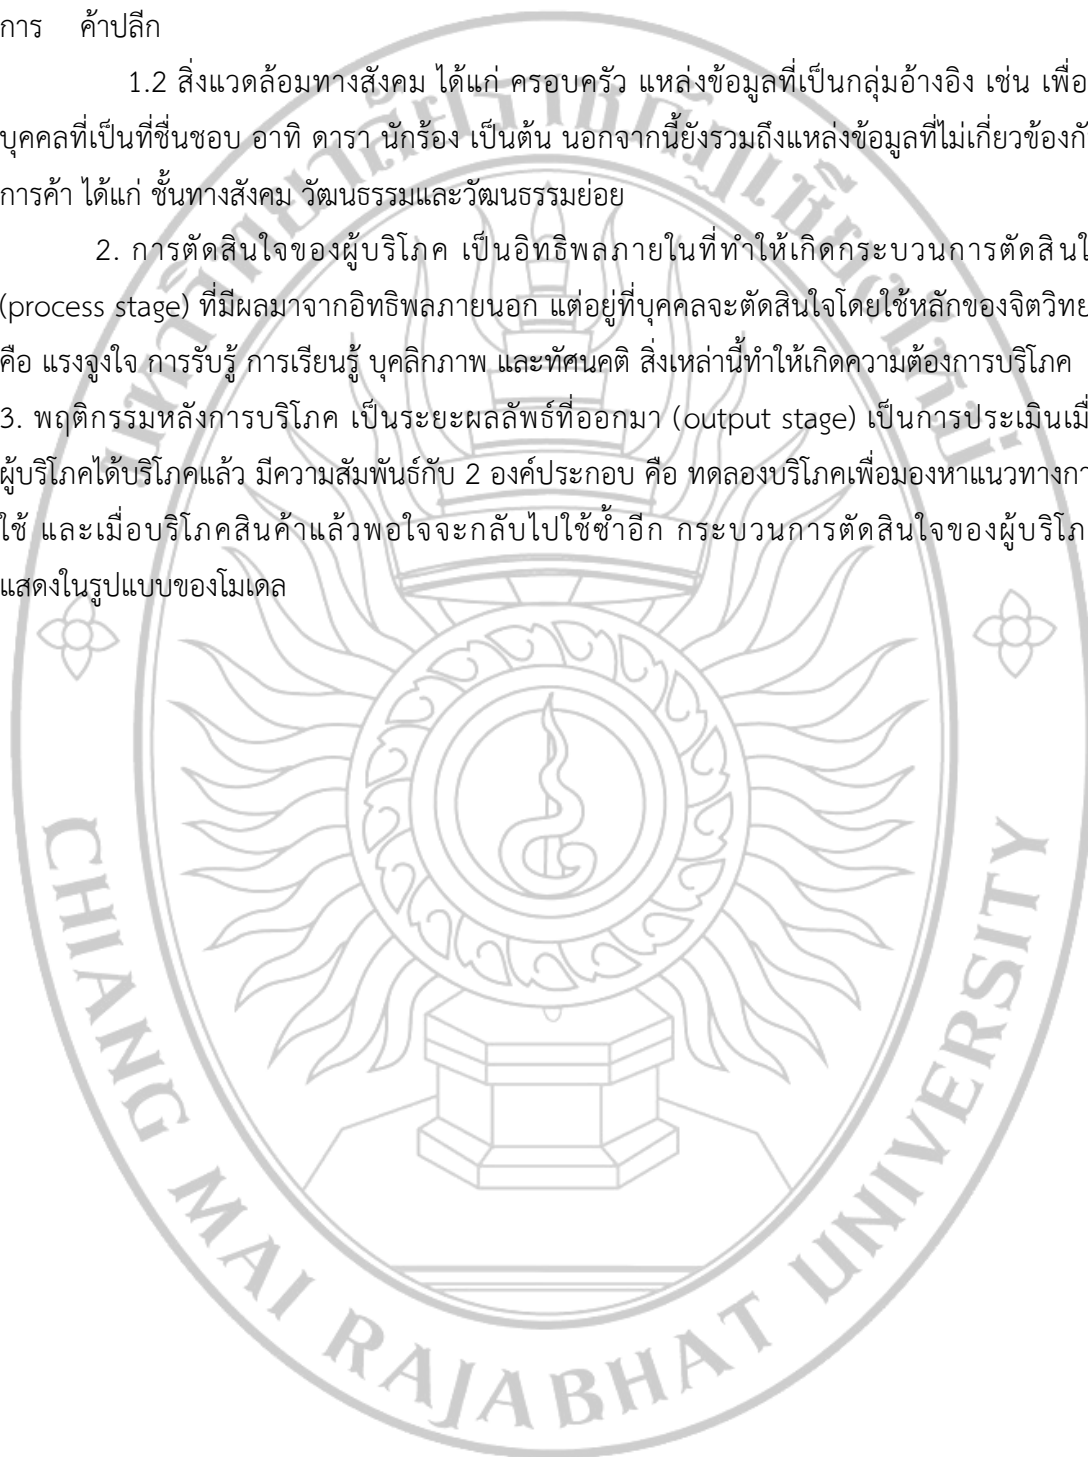 การ ค้าปลีก
1.2 สิ่งแวดล้อมทางสังคม ได้แก่ ครอบครัว แหล่งข้อมูลที่เป็นกลุ่มอ้างอิง เช่น เพื่อ
บุคคลที่เป็นที่ชื่นชอบ อาทิ ดารา นักร้อง เป็นต้น นอกจากนี้ยังรวมถึงแหล่งข้อมูลที่ไม่เกี่ยวข้องกั
การค้า ได้แก่ ชั้นทางสังคม วัฒนธรรมและวัฒนธรรมย่อย
2. การตัดสินใจของผู้บริโภค เป็นอิทธิพลภายในที่ทำให้เกิดกระบวนการตัดสินใ
(process stage) ที่มีผลมาจากอิทธิพลภายนอก แต่อยู่ที่บุคคลจะตัดสินใจโดยใช้หลักของจิตวิทย
คือ แรงจูงใจ การรับรู้ การเรียนรู้ บุคลิกภาพ และทัศนคติ สิ่งเหล่านี้ทำให้เกิดความต้องการบริโภค
3. พฤติกรรมหลังการบริโภค เป็นระยะผลลัพธ์ที่ออกมา (output stage) เป็นการประเมินเมื่
ผู้บริโภคได้บริโภคแล้ว มีความสัมพันธ์กับ 2 องค์ประกอบ คือ ทดลองบริโภคเพื่อมองหาแนวทางกา
ใช้ และเมื่อบริโภคสินค้าแล้วพอใจจะกลับไปใช้ซ้ำอีก กระบวนการตัดสินใจของผู้บริโภ
แสดงในรูปแบบของโมเดล
มหาวิทยาลัยราชภัฏเชียงใหม่
CHIANG MAI RAJABHAT UNIVERSITY